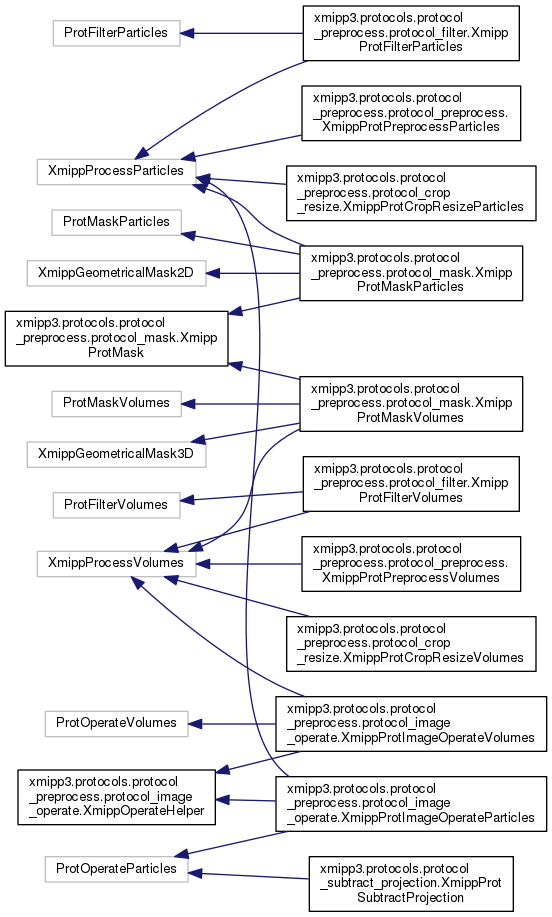 ProtFilterParticles
xmipp3.protocols.protocol
_preprocess.protocol_filter.Xmipp
ProtFilterParticles
xmipp3.protocols.protocol
_preprocess.protocol_preprocess.
XmippProtPreprocessParticles
XmippProcessParticles
xmipp3.protocols.protocol
_preprocess.protocol_crop
_resize.XmippProtCropResizeParticles
ProtMaskParticles
XmippGeometricalMask2D
xmipp3.protocols.protocol
_preprocess.protocol_mask.Xmipp
ProtMaskParticles
xmipp3.protocols.protocol
_preprocess.protocol_mask.Xmipp
ProtMask
ProtMaskVolumes
xmipp3.protocols.protocol
_preprocess.protocol_mask.Xmipp
ProtMaskVolumes
XmippGeometricalMask3D
ProtFilterVolumes
xmipp3.protocols.protocol
_preprocess.protocol_filter.Xmipp
ProtFilterVolumes
XmippProcessVolumes
xmipp3.protocols.protocol
_preprocess.protocol_preprocess.
XmippProtPreprocessVolumes
xmipp3.protocols.protocol
_preprocess.protocol_crop
_resize.XmippProtCropResizeVolumes
ProtOperateVolumes
xmipp3.protocols.protocol
_preprocess.protocol_image
_operate.XmippProtImageOperateVolumes
xmipp3.protocols.protocol
_preprocess.protocol_image
_operate.XmippOperateHelper
xmipp3.protocols.protocol
_preprocess.protocol_image
_operate.XmippProtImageOperateParticles
ProtOperateParticles
xmipp3.protocols.protocol
_subtract_projection.XmippProt
SubtractProjection